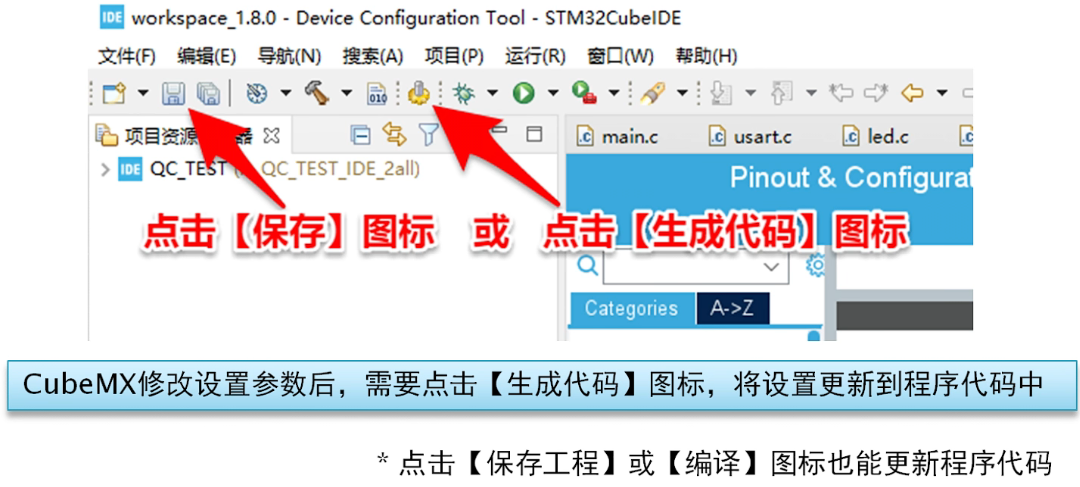 IDE workspace_1.8.0 - Device Configuration Tool - STM32CubeIDE
文件(F) 编辑(E) 导航(N) 搜索(A) 项目(P) 运行(R) 窗口(W) 帮助(H)
010
项目资源 器 main.c usart.c led.c .c
IDE QC_TEST QC_TEST_IDE_2all)
Pinout & Configurat
点击【保存】图标 或 点击【生成代码】图标
Categories A->Z
CubeMX修改设置参数后，需要点击【生成代码】图标，将设置更新到程序代码中
* 点击【保存工程】或【编译】图标也能更新程序代码